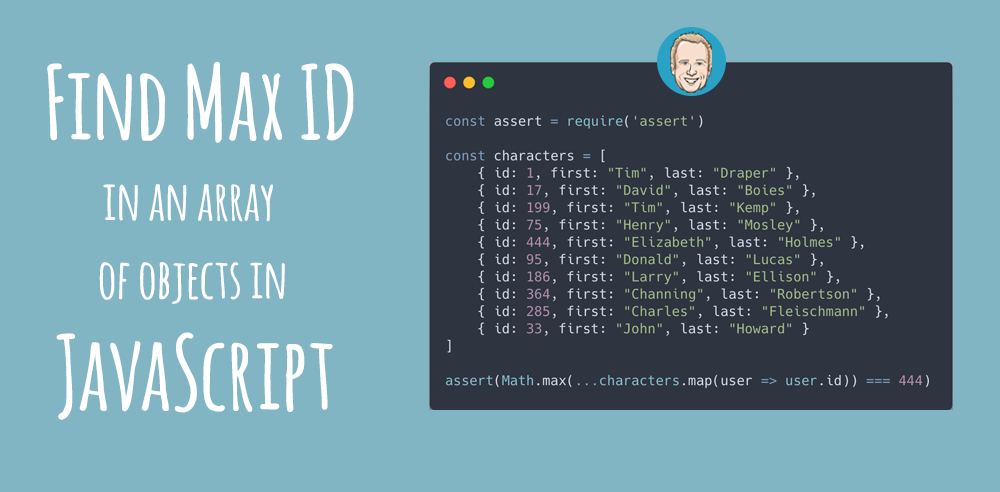 Find Max ID
in an array
of objects in
JavaScript
const assert = require('assert')
const characters = [
    { id: 1, first: "Tim", last: "Draper" },
    { id: 17, first: "David", last: "Boies" },
    { id: 199, first: "Tim", last: "Kemp" },
    { id: 75, first: "Henry", last: "Mosley" },
    { id: 444, first: "Elizabeth", last: "Holmes" },
    { id: 95, first: "Donald", last: "Lucas" },
    { id: 186, first: "Larry", last: "Ellison" },
    { id: 364, first: "Channing", last: "Robertson" },
    { id: 285, first: "Charles", last: "Fleischmann" },
    { id: 33, first: "John", last: "Howard" }
]
assert(Math.max(...characters.map(user => user.id)) === 444)